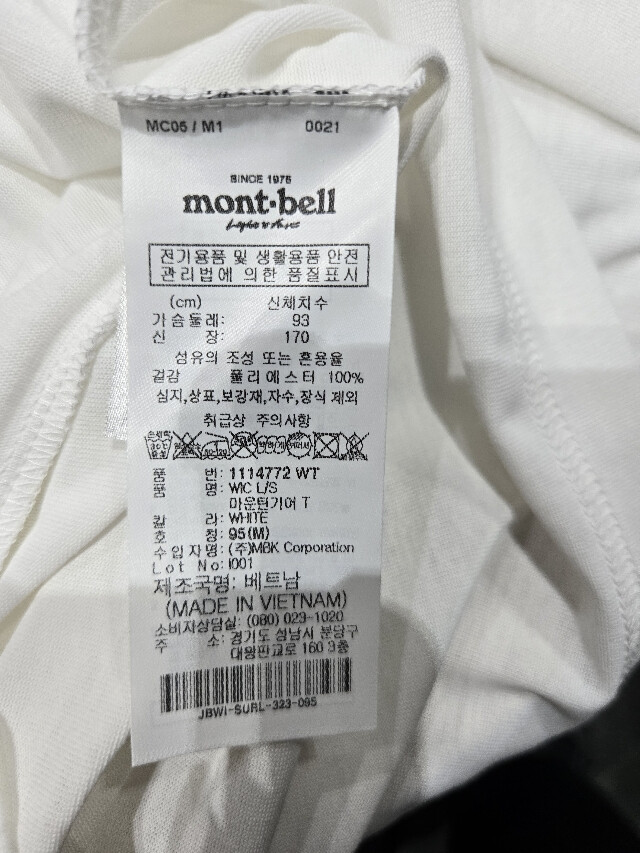 MC05 / M1 0021
SINCE 1975
mont·bell
전기용품 및 생활용품 안전
관리법에 의한 품질표시
(cm) 신체치수
가슴둘레: 93
신 장: 170
섬유의 조성 또는 혼용율
겉감 폴리에스터 100%
심지,상표,보강재,자수,장식 제외
취급상 주의사항
품 번: 1114772 WT
품 명: WIC L/S
마운틴기어 T
칼 라: WHITE
호 칭: 95(M)
수입자명: (주)MBK Corporation
Lot No: I001
제조국명: 베트남
(MADE IN VIETNAM)
소비자상담실: (080) 023-1020
주 소: 경기도 성남시 분당구
대왕판교로 160 3층
JBWI-SURL-323-095